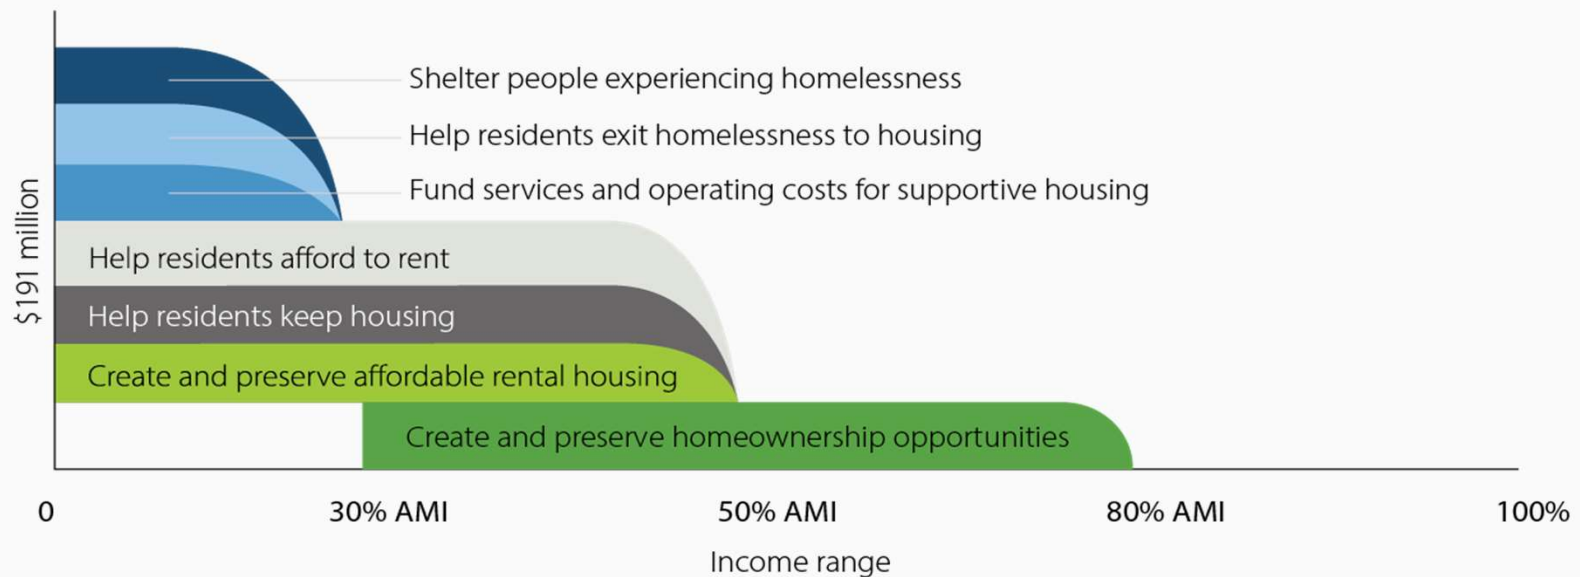 Shelter people experiencing homelessness
Help residents exit homelessness to housing
Fund services and operating costs for supportive housing
$191 million
Help residents afford to rent
Help residents keep housing
Create and preserve affordable rental housing
Create and preserve homeownership opportunities
0 30% AMI 50% AMI 80% AMI 100%
Income range